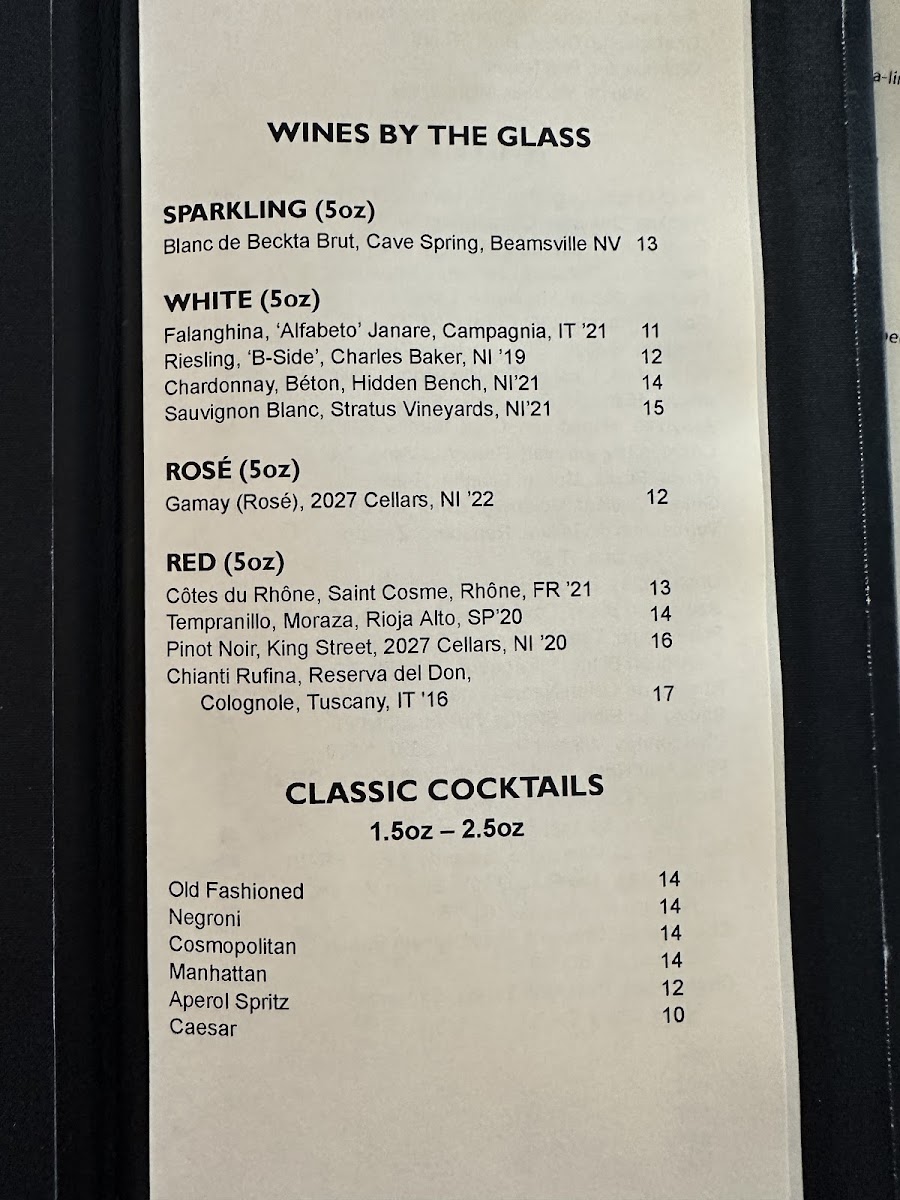 WINES BY THE GLASS
SPARKLING (5oz)
Blanc de Beckta Brut, Cave Spring, Beamsville NV 13
WHITE (5oz)
Falanghina, ‘Alfabeto’ Janare, Campagnia, IT ’21 11
Riesling, ‘B-Side’, Charles Baker, NI ’19 12
Chardonnay, Béton, Hidden Bench, NI’21 14
Sauvignon Blanc, Stratus Vineyards, NI’21 15
ROSÉ (5oz)
Gamay (Rosé), 2027 Cellars, NI ’22 12
RED (5oz)
Côtes du Rhône, Saint Cosme, Rhône, FR ’21 13
Tempranillo, Moraza, Rioja Alto, SP’20 14
Pinot Noir, King Street, 2027 Cellars, NI ’20 16
Chianti Rufina, Reserva del Don,
Colognole, Tuscany, IT '16 17
CLASSIC COCKTAILS
1.5oz – 2.5oz
Old Fashioned 14
Negroni 14
Cosmopolitan 14
Manhattan 14
Aperol Spritz 12
Caesar 10